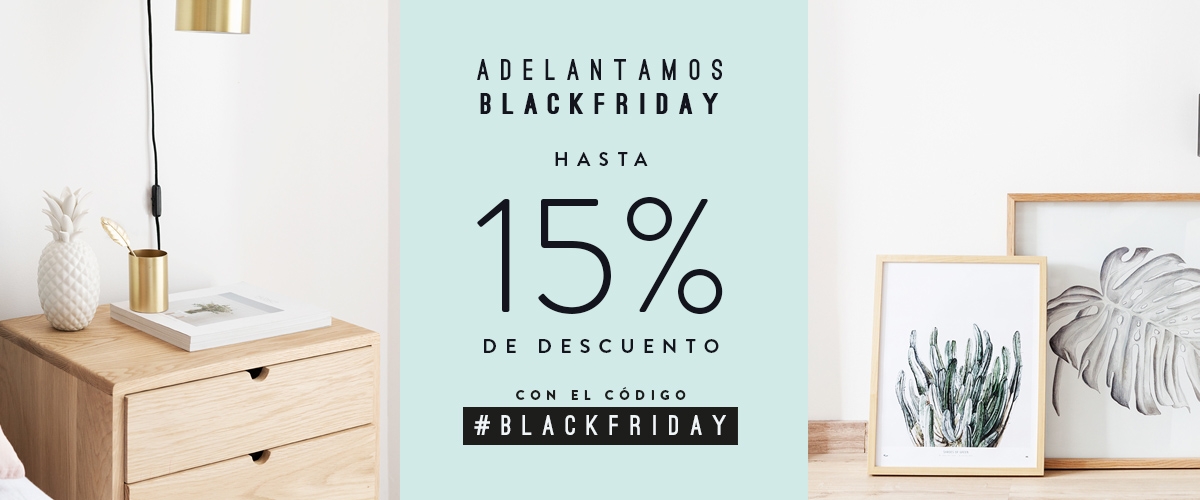 ADELANTAMOS
BLACKFRIDAY
HASTA
15%
DE DESCUENTO
CON EL CÓDIGO
#BLACKFRIDAY